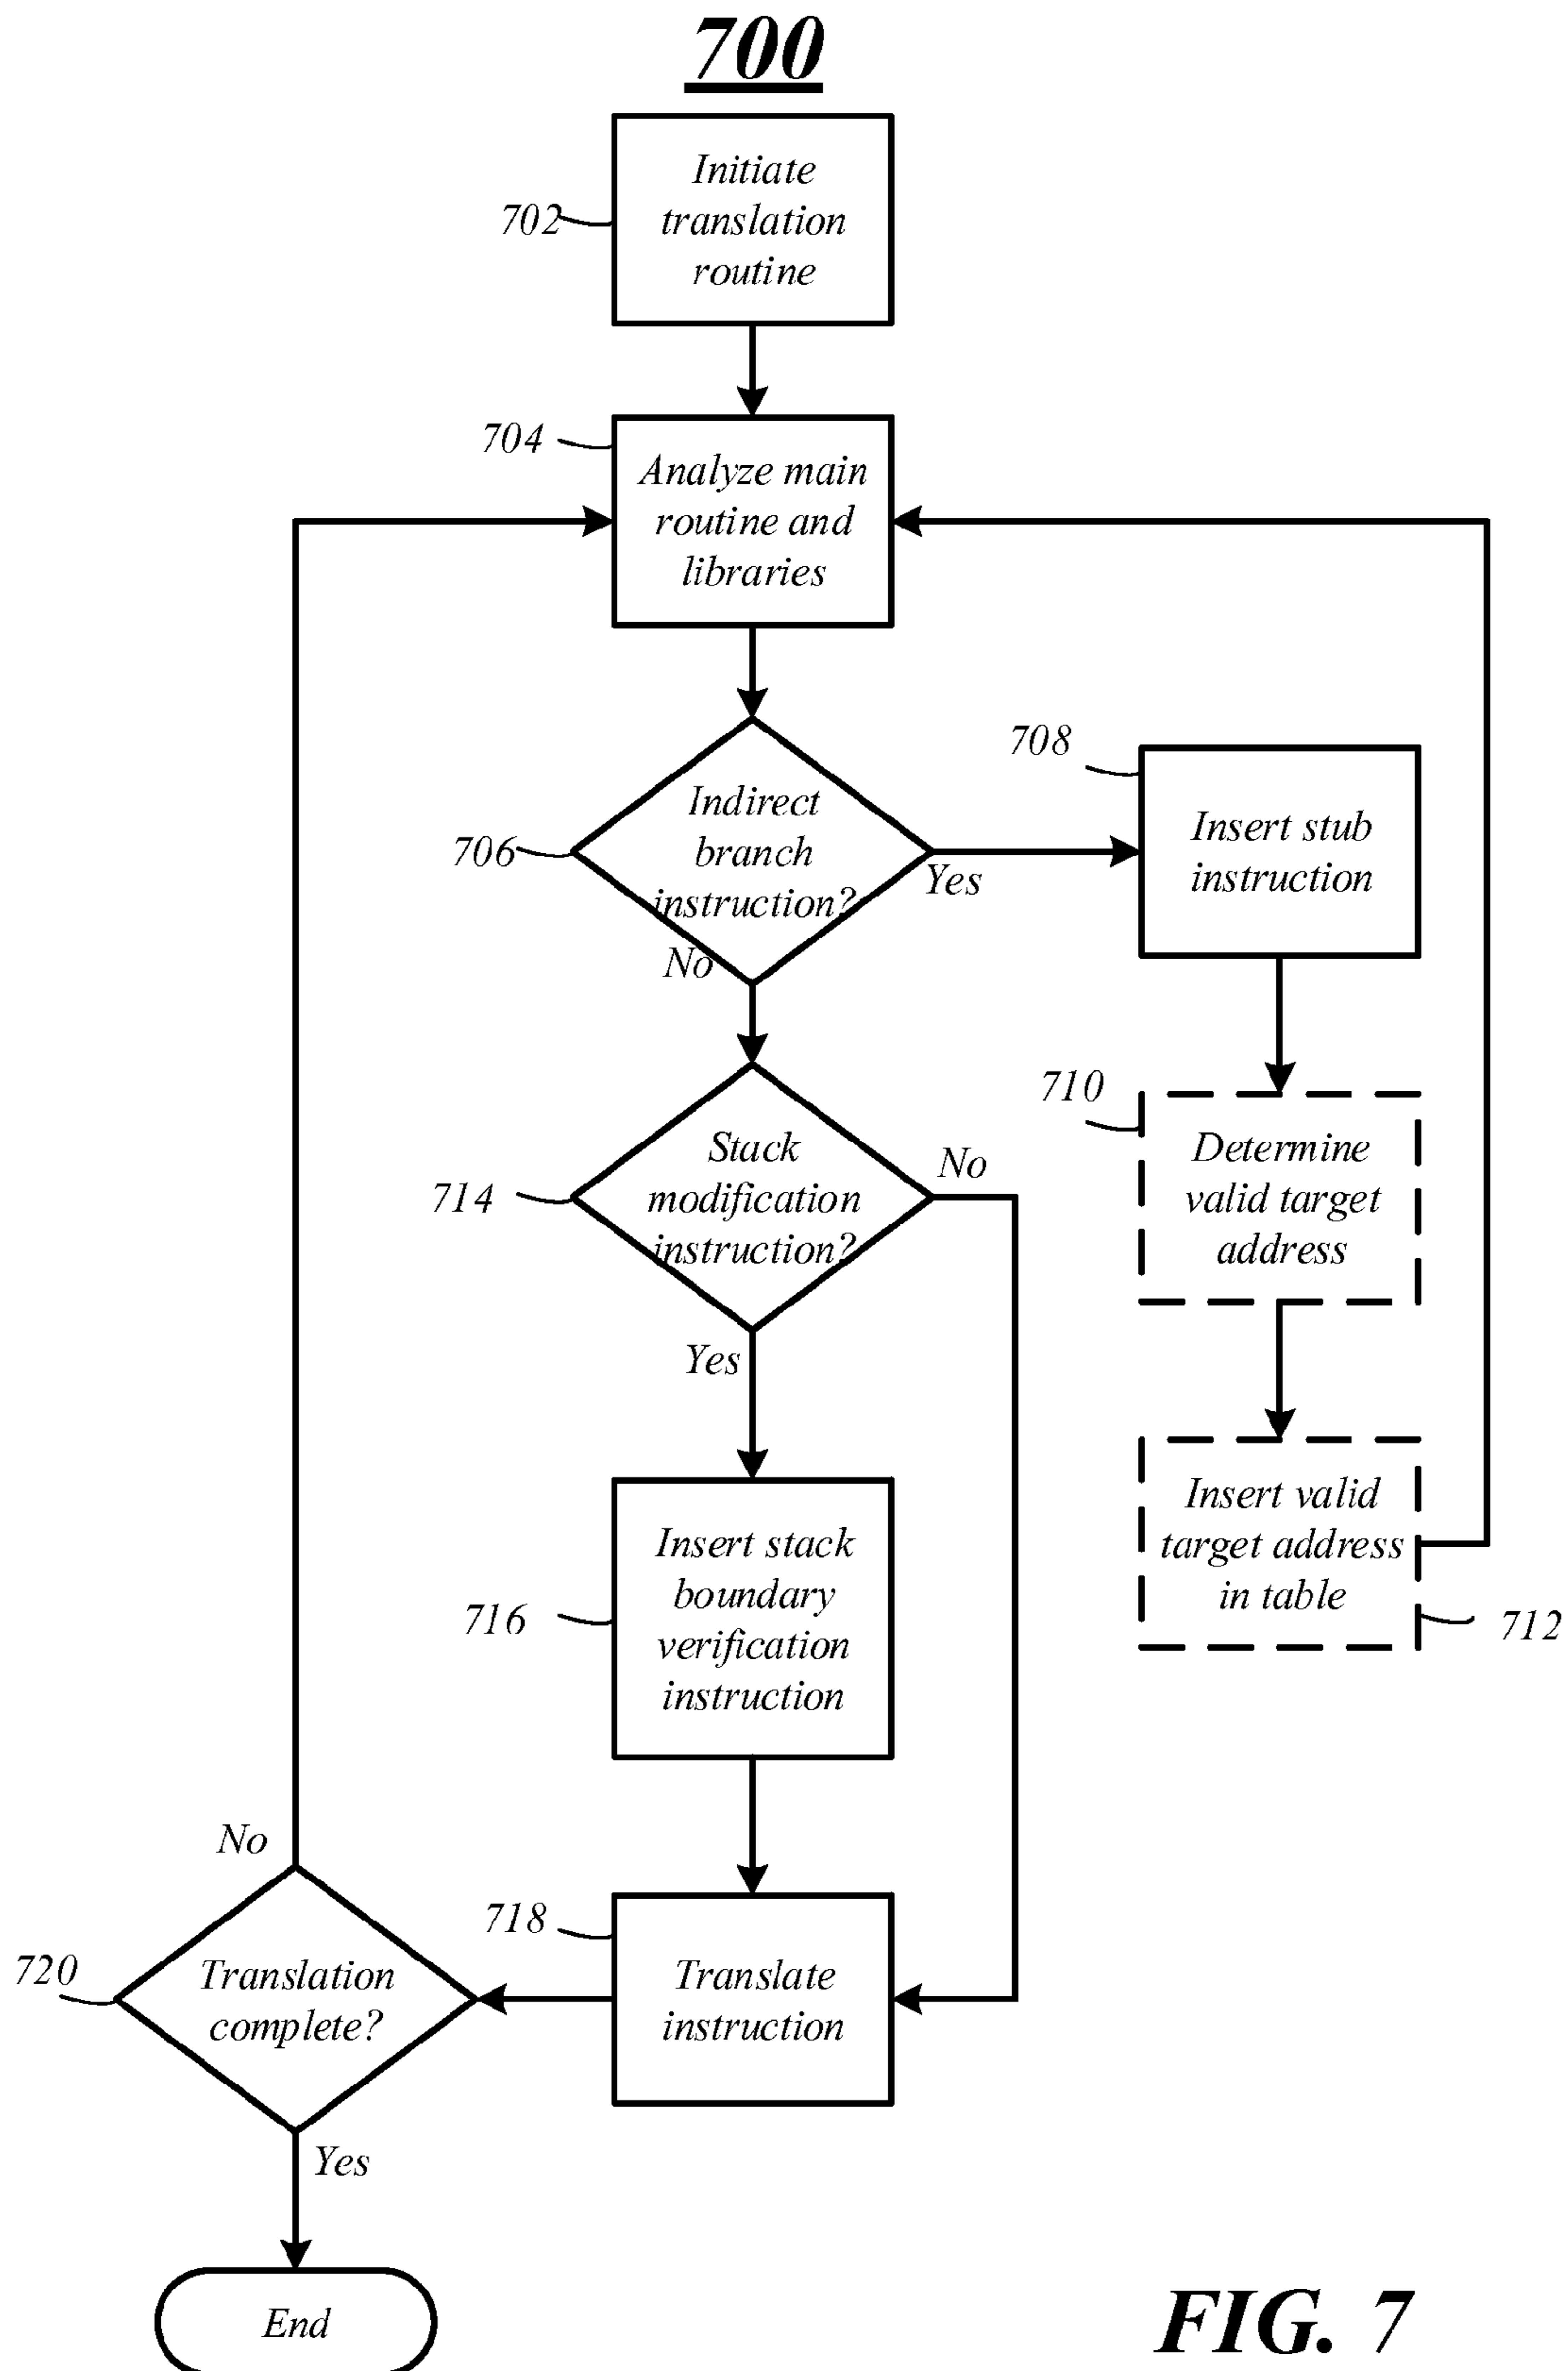 700
Initiate
translation
routine
702
704
Analyze main
routine and
libraries
706
Indirect
branch
instruction?
Yes
No
708
Insert stub
instruction
710
Determine
valid target
address
714
Stack
modification
instruction?
No
Yes
Insert valid
target address
in table
712
716
Insert stack
boundary
verification
instruction
No
718
Translate
instruction
720
Translation
complete?
Yes
End
FIG. 7